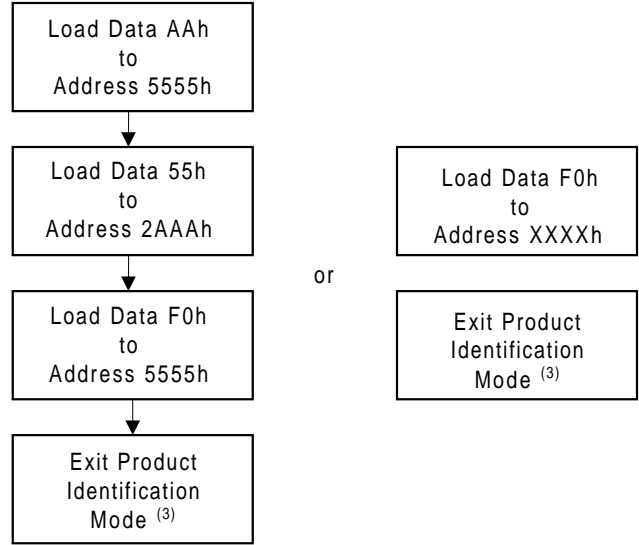 Load Data AAh
to
Address 5555h
Load Data 55h
to
Address 2AAAh
Load Data F0h
to
Address 5555h
Exit Product
Identification
Mode (3)
or
Load Data F0h
to
Address XXXXh
Exit Product
Identification
Mode (3)